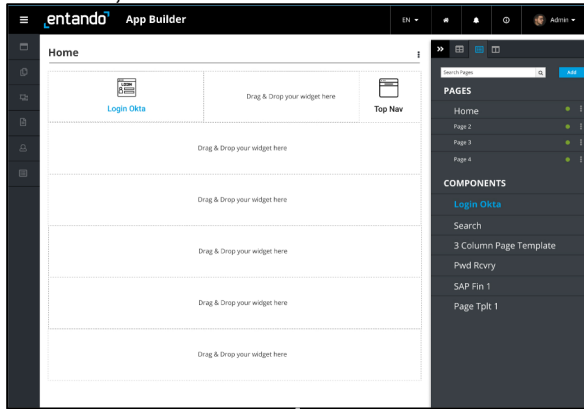 entando App Builder
EN
Admin
Home
LOGIN
Login Okta
Drag & Drop your widget here
Top Nav
Drag & Drop your widget here
Drag & Drop your widget here
Drag & Drop your widget here
Drag & Drop your widget here
Drag & Drop your widget here
Search Pages
Add
PAGES
Home
Page 2
Page 3
Page 4
COMPONENTS
Login Okta
Search
3 Column Page Template
Pwd Rcvry
SAP Fin 1
Page Tplt 1